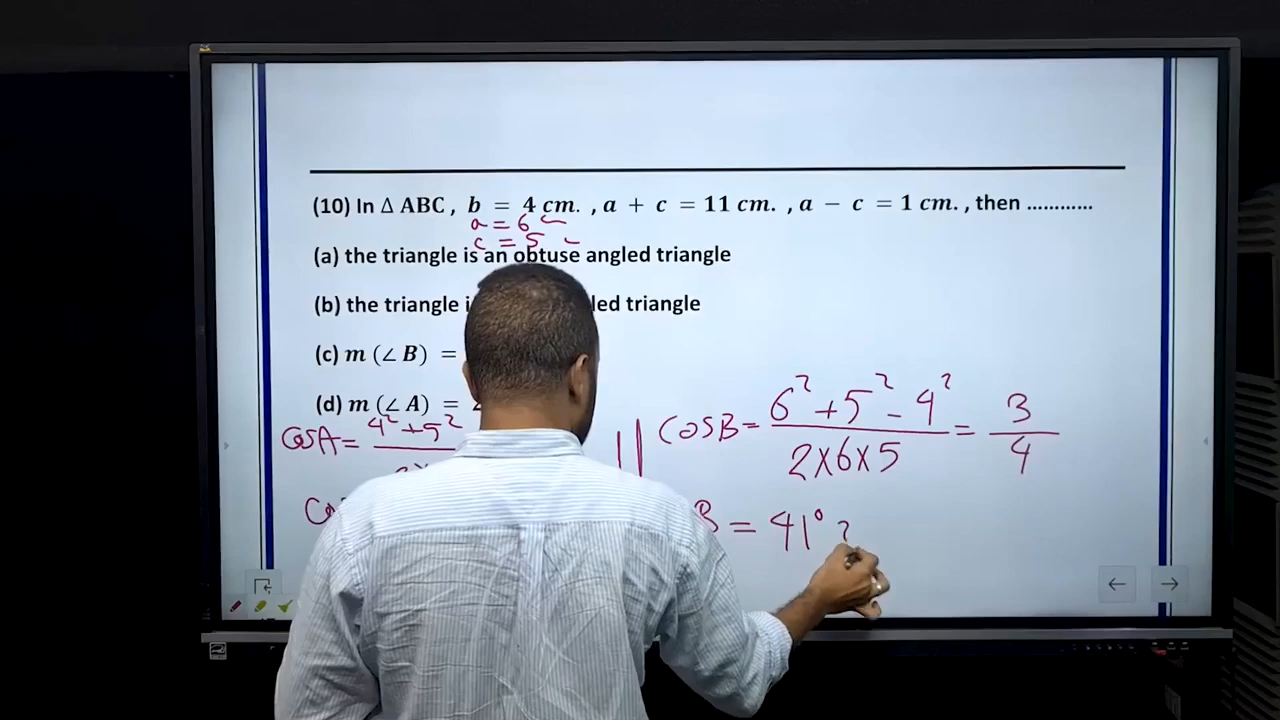 (10) In Δ ABC , b = 4 cm. , a + c = 11 cm. , a − c = 1 cm. , then ............
a = 6
c = 5
(a) the triangle is an obtuse angled triangle
(b) the triangle
triangle
(c) m (∠ B) =
(d) m (∠ A) =
CosA = 4² + 5²
CosB = 6² + 5² − 4² / 2×6×5 = 3/4
B = 41°